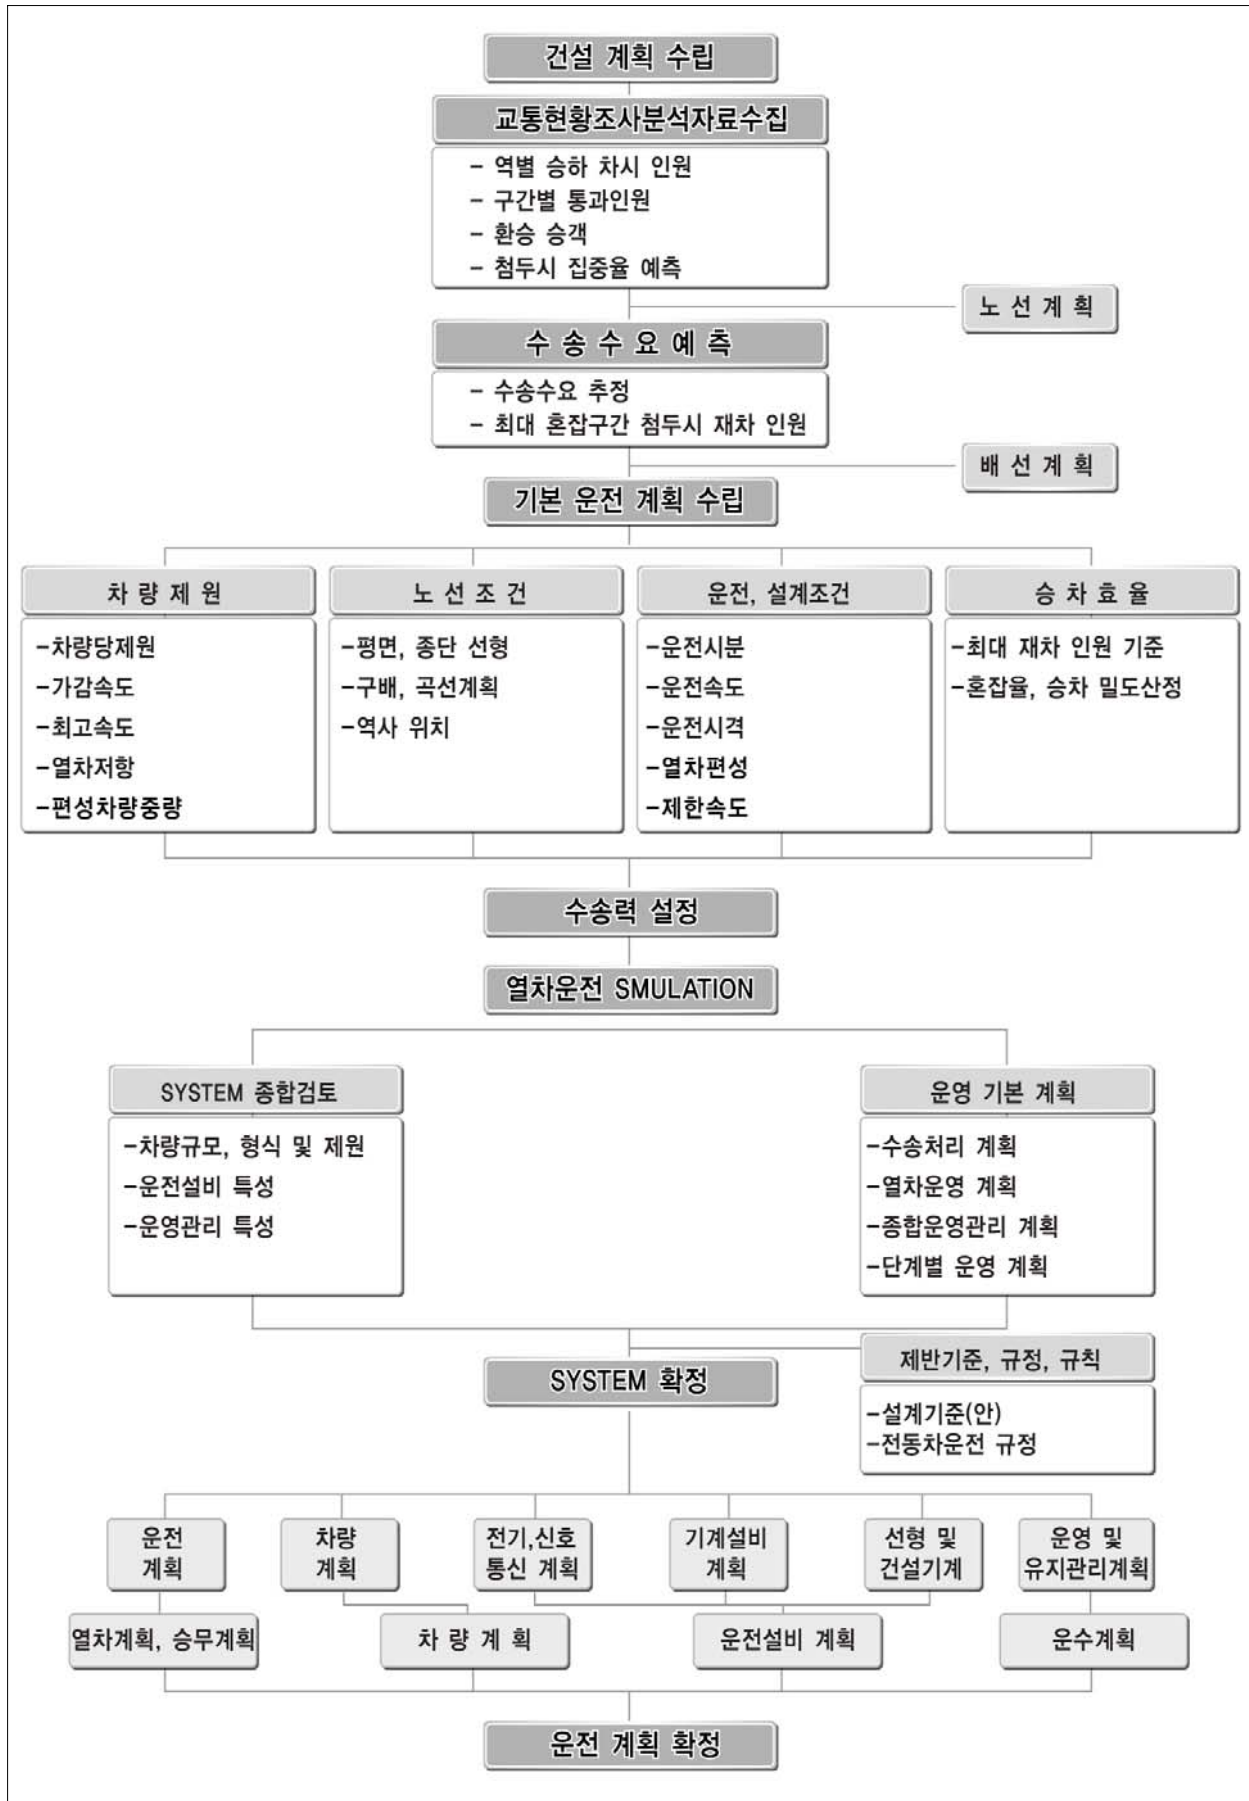 건설 계획 수립
교통현황조사분석자료수집
- 역별 승하 차시 인원
- 구간별 통과인원
- 환승 승객
- 첨두시 집중율 예측
노 선 계 획
수 송 수 요 예 측
- 수송수요 추정
- 최대 혼잡구간 첨두시 재차 인원
배 선 계 획
기본 운전 계획 수립
차 량 제 원
-차량당제원
-가감속도
-최고속도
-열차저항
-편성차량중량
노 선 조 건
-평면, 종단 선형
-구배, 곡선계획
-역사 위치
운전, 설계조건
-운전시분
-운전속도
-운전시격
-열차편성
-제한속도
승 차 효 율
-최대 재차 인원 기준
-혼잡율, 승차 밀도산정
수송력 설정
열차운전 SMULATION
SYSTEM 종합검토
-차량규모, 형식 및 제원
-운전설비 특성
-운영관리 특성
운영 기본 계획
-수송처리 계획
-열차운영 계획
-종합운영관리 계획
-단계별 운영 계획
SYSTEM 확정
제반기준, 규정, 규칙
-설계기준(안)
-전동차운전 규정
운전
계획
차량
계획
전기,신호
통신 계획
기계설비
계획
선형 및
건설기계
운영 및
유지관리계획
열차계획, 승무계획
차 량 계 획
운전설비 계획
운수계획
운전 계획 확정